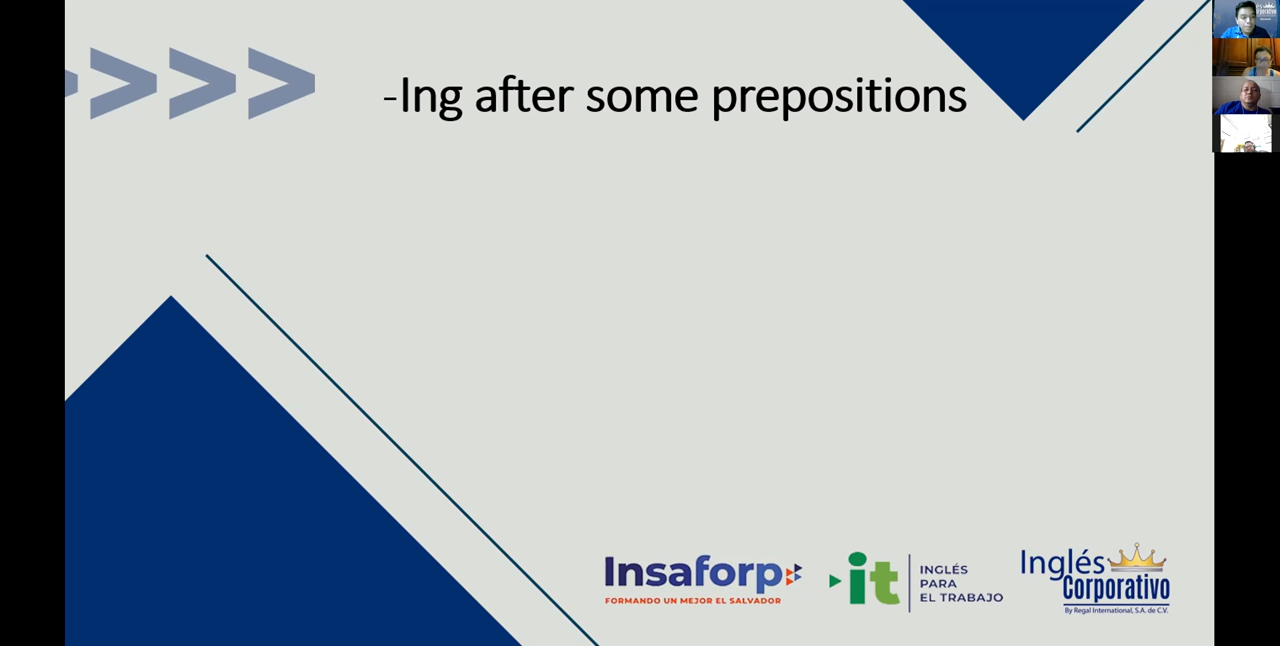 -Ing after some prepositions
Insaforp
FORMANDO UN MEJOR EL SALVADOR
it
INGLÉS
PARA
EL TRABAJO
Inglés
Corporativo
By Regal International, S.A. de C.V.